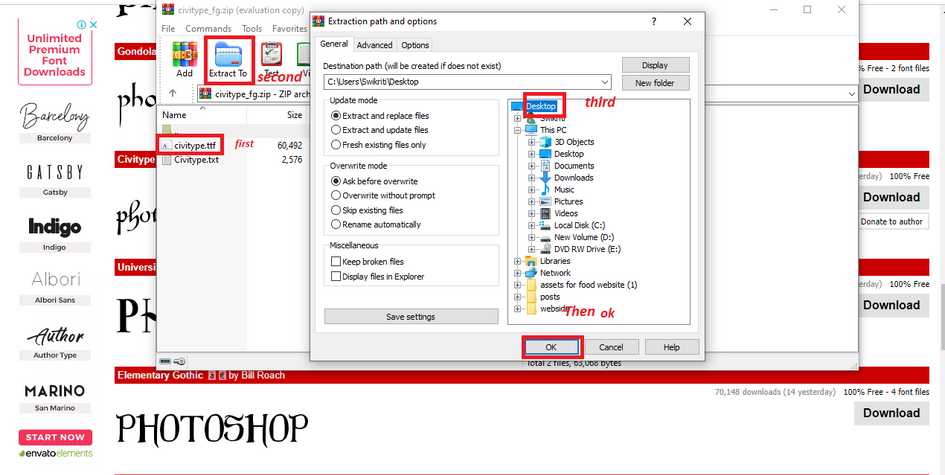 Unlimited
Premium
Font
Downloads
Barcelony
Barcelony
GATSBY
Gatsby
Indigo
Indigo
Albori
Albori Sans
Author
Author Type
MARINO
San Marino
START NOW
envatoelements
Gondola
pho
Civitype
pho
Universi
PH
Elementary Gothic by Bill Roach
PHOTOSHOP
% Free - 2 font files
Download
yesterday) 100% Free
Download
Donate to author
yesterday) 100% Free
Download
70,148 downloads (14 yesterday) 100% Free - 4 font files
Download
civitype_fg.zip (evaluation copy)
File Commands Tools Favorites
Add
Extract To
Test
Vi
second
civitype_fg.zip - ZIP arch
Name
Size
civitype.ttf
60,492
first
Civitype.txt
2,576
Total 2 files, 63,068 bytes
Extraction path and options
?
General Advanced Options
Destination path (will be created if does not exist)
C:\Users\Swikriti\Desktop
Display
New folder
Update mode
Extract and replace files
Extract and update files
Fresh existing files only
Overwrite mode
Ask before overwrite
Overwrite without prompt
Skip existing files
Rename automatically
Miscellaneous
Keep broken files
Display files in Explorer
Save settings
Desktop
third
Swikriti
This PC
3D Objects
Desktop
Documents
Downloads
Music
Pictures
Videos
Local Disk (C:)
New Volume (D:)
DVD RW Drive (E:)
Libraries
Network
assets for food website (1)
posts
website
Then ok
OK
Cancel
Help